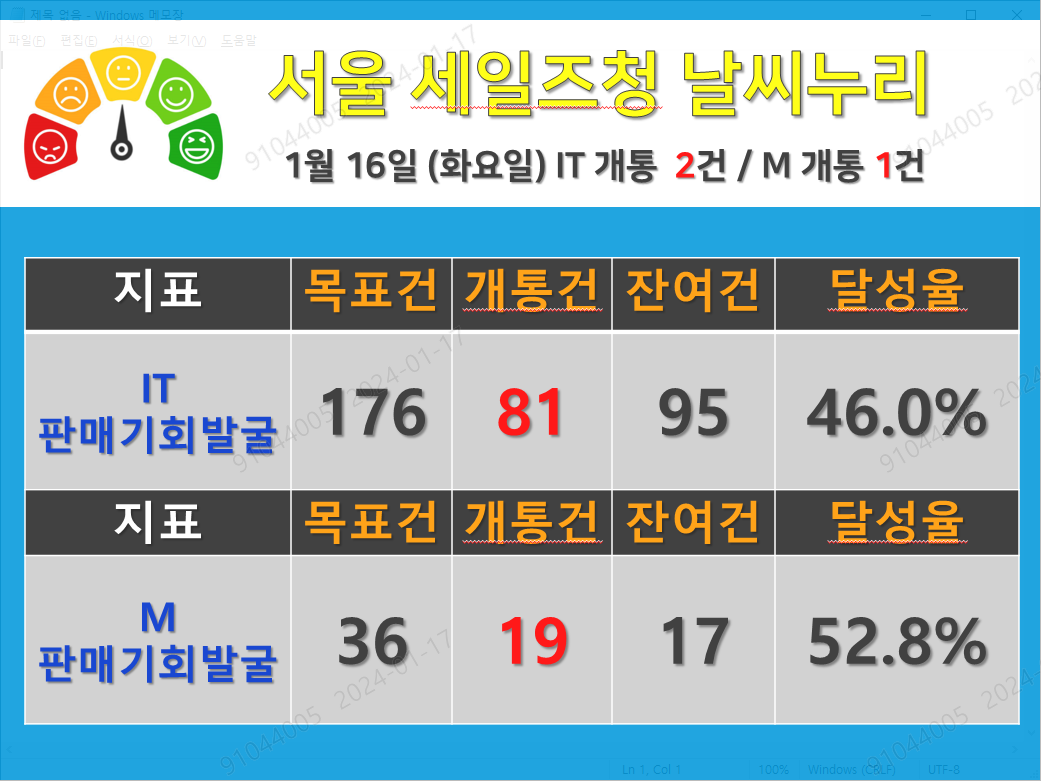 제목 없음 - Windows 메모장
파일(F) 편집(E) 서식(O) 보기(V) 도움말
서울 세일즈청 날씨누리
1월 16일 (화요일) IT 개통 2건 / M 개통 1건
지표 목표건 개통건 잔여건 달성율
IT
판매기회발굴 176 81 95 46.0%
지표 목표건 개통건 잔여건 달성율
M
판매기회발굴 36 19 17 52.8%
91044005 2024-01-17
91044005 202
91044005 2024-01-17
91044005 2024
91044005 2024-01-17
91044005 2024-
Ln 1, Col 1 100% Windows (CRLF) UTF-8